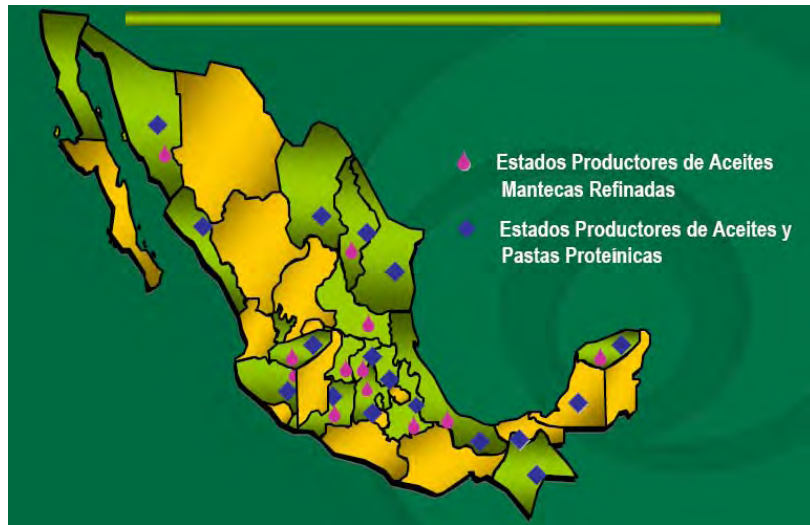 Estados Productores de Aceites
Mantecas Refinadas
Estados Productores de Aceites y
Pastas Proteínicas